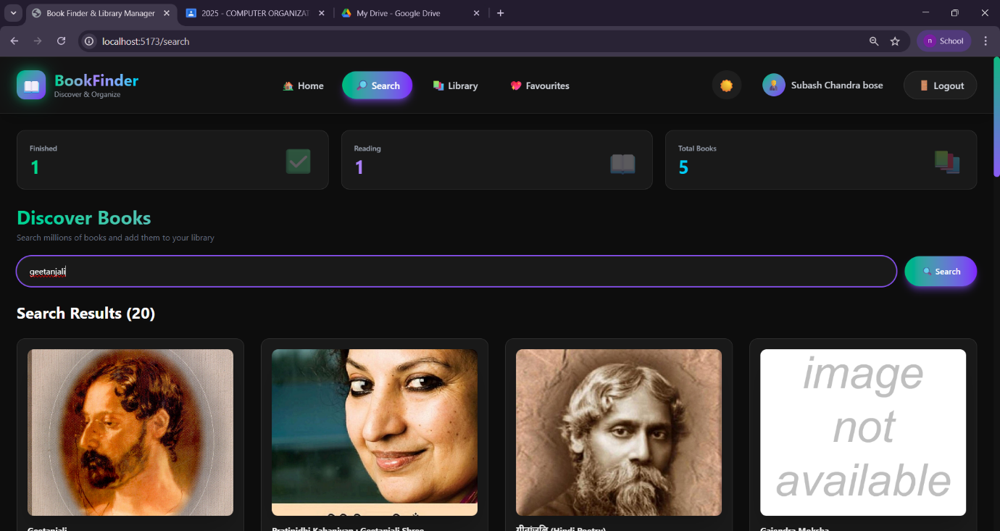 Book Finder & Library Manager
2025 - COMPUTER ORGANIZAT
My Drive - Google Drive
localhost:5173/search
n
School
BookFinder
Discover & Organize
Home
Search
Library
Favourites
Subash Chandra bose
Logout
Finished
1
Reading
1
Total Books
5
Discover Books
Search millions of books and add them to your library
geetanjali
Search
Search Results (20)
image
not
available
Geetanjali
Pratinidhi Kahaniyan : Geetanjali Shree
गीतांजलि (Hindi Poetry)
Gajendra Moksha